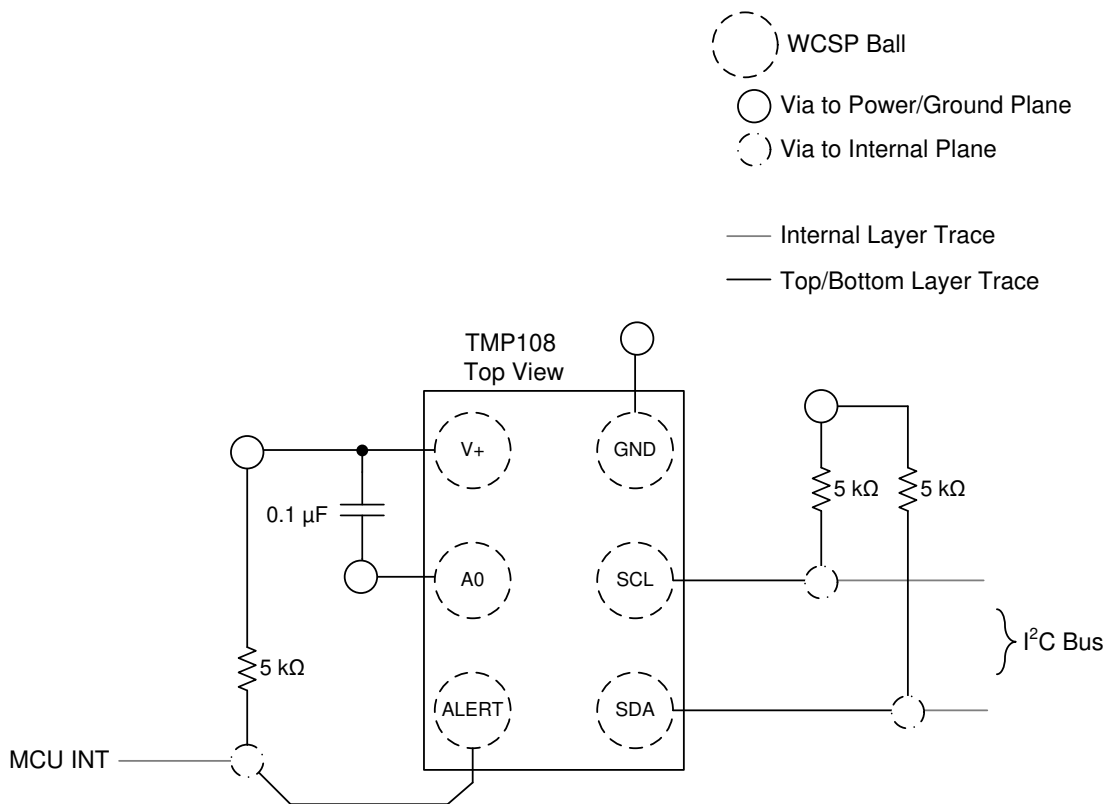 WCSP Ball
Via to Power/Ground Plane
Via to Internal Plane
Internal Layer Trace
Top/Bottom Layer Trace
TMP108
Top View
V+
GND
0.1 µF
5 kΩ
5 kΩ
A0
SCL
I²C Bus
5 kΩ
ALERT
SDA
MCU INT